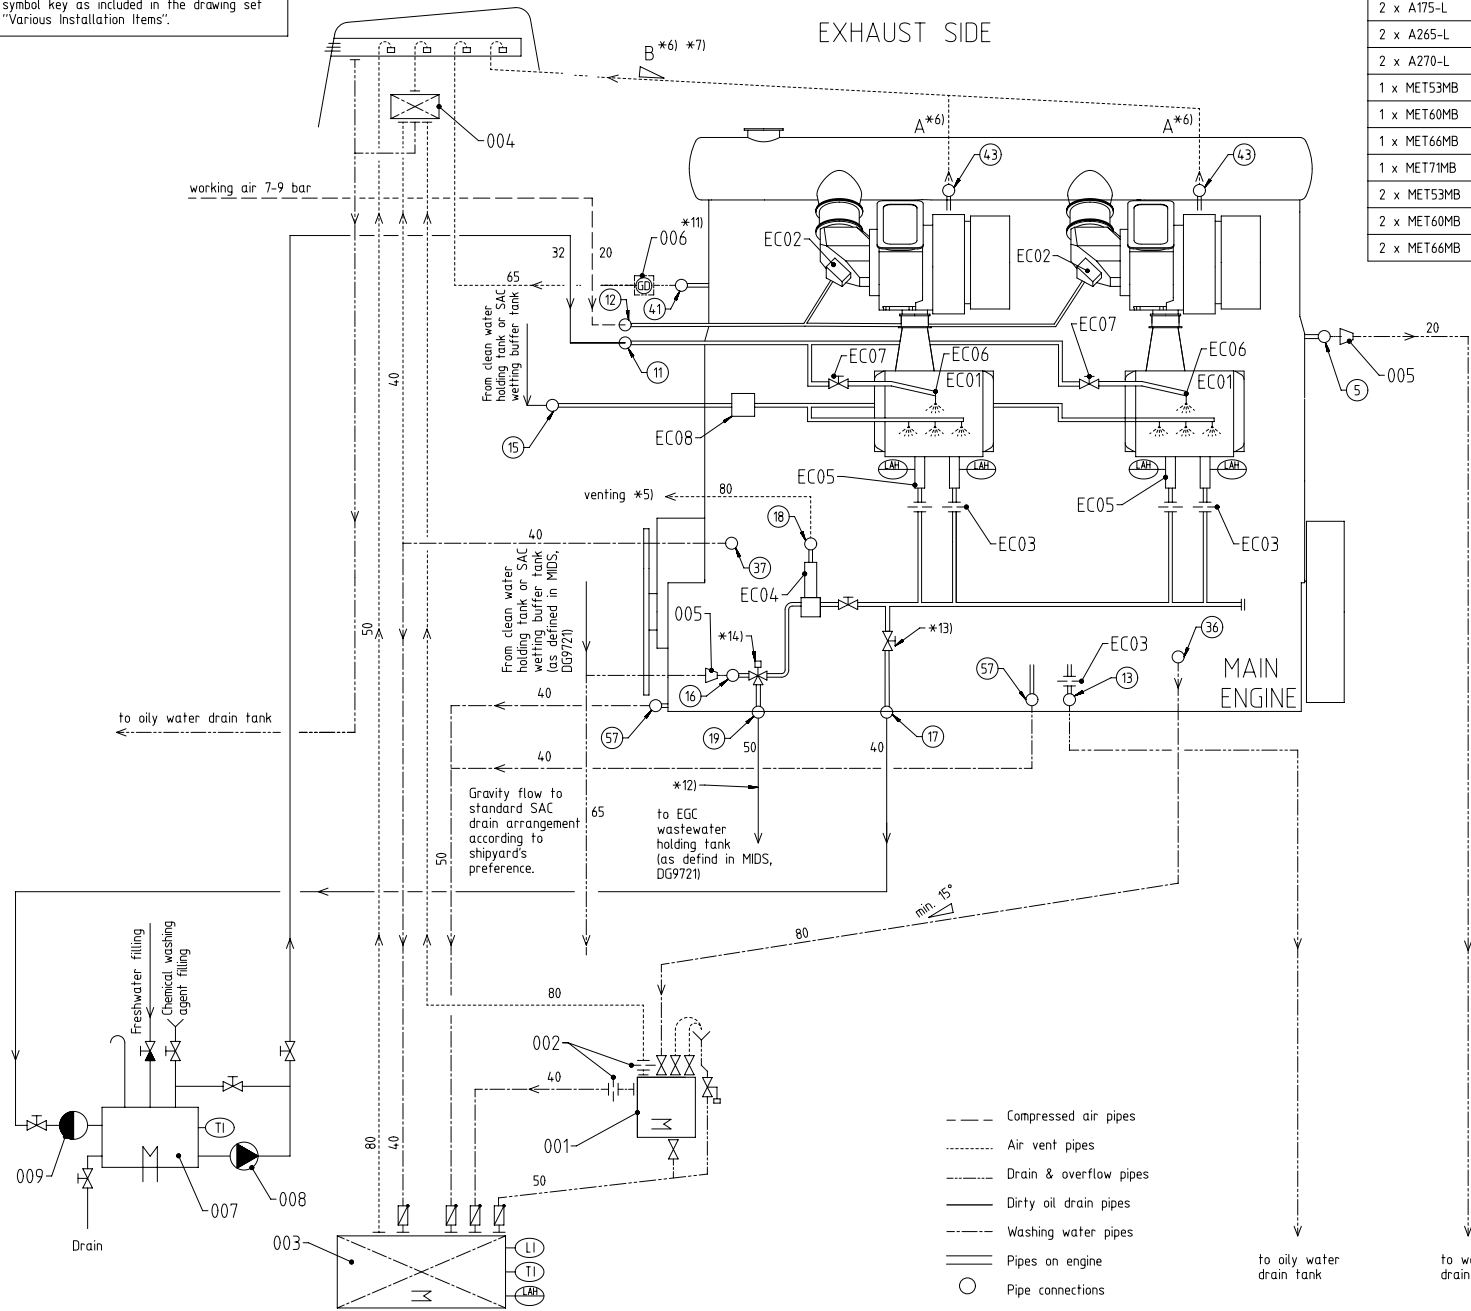 symbol key as included in the drawing set
"Various Installation Items".
EXHAUST SIDE
2 x A175-L
2 x A265-L
2 x A270-L
1 x MET53MB
1 x MET60MB
1 x MET66MB
1 x MET71MB
2 x MET53MB
2 x MET60MB
2 x MET66MB
B *6) *7)
A*6)
A*6)
004
43
43
working air 7-9 bar
006 *11)
32
20
65
GD
41
12
11
EC02
EC02
EC07
EC07
EC06
EC06
EC01
EC01
20
005
5
From clean water
holding tank or SAC
wetting buffer tank
40
15
EC08
LAH
LAH
LAH
LAH
EC05
EC05
venting *5)
80
18
EC03
EC03
40
37
EC04
From clean water
holding tank or SAC
wetting buffer tank
(as defined in MIDS,
DG9721)
50
005
*14)
*13)
36
EC03
57
13
MAIN
ENGINE
16
40
57
19
17
to oily water drain tank
50
40
40
*12)
Gravity flow to
standard SAC
drain arrangement
according to
shipyard's
preference.
65
50
to EGC
wastewater
holding tank
(as defind in MIDS,
DG9721)
min. 15°
80
Freshwater filling
Chemical washing
agent filling
80
002
40
001
TI
009
008
007
80
40
50
Drain
003
LI
TI
LAH
Compressed air pipes
Air vent pipes
Drain & overflow pipes
Dirty oil drain pipes
Washing water pipes
Pipes on engine
Pipe connections
to oily water
drain tank
to w
drain